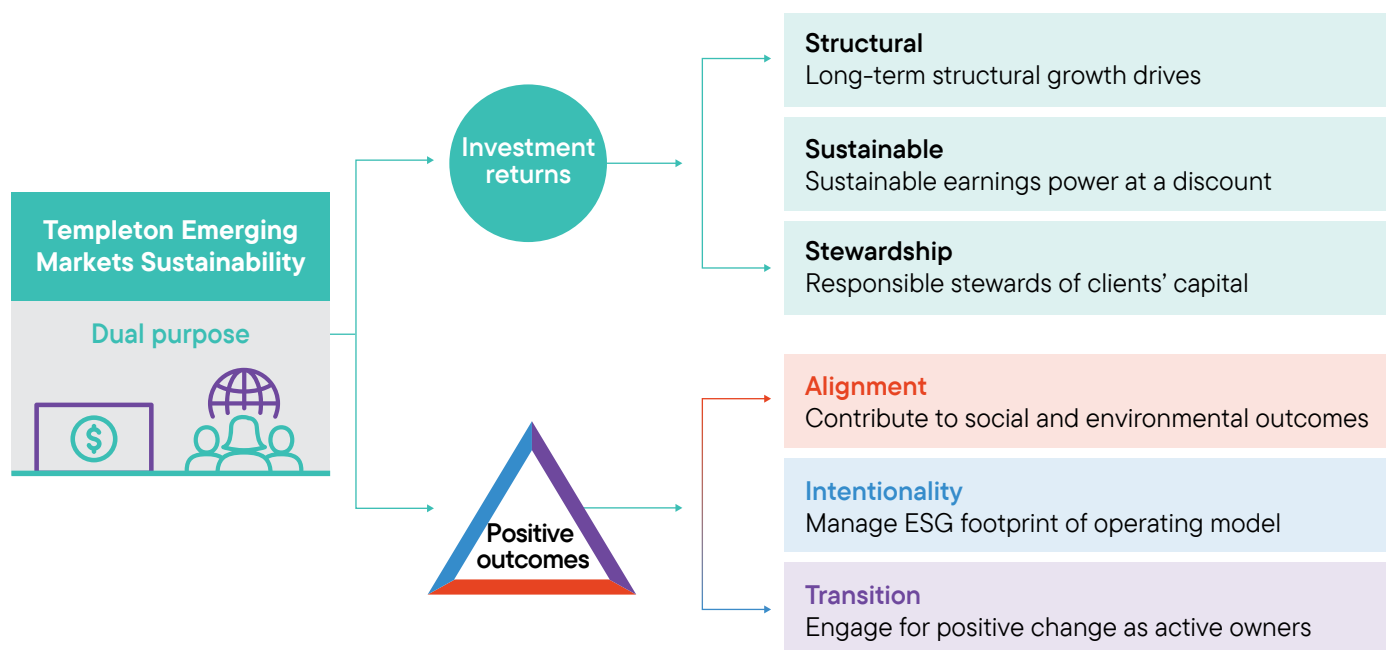 Templeton Emerging
Markets Sustainability
Dual purpose
$
Investment
returns
Structural
Long-term structural growth drives
Sustainable
Sustainable earnings power at a discount
Stewardship
Responsible stewards of clients’ capital
Positive
outcomes
Alignment
Contribute to social and environmental outcomes
Intentionality
Manage ESG footprint of operating model
Transition
Engage for positive change as active owners